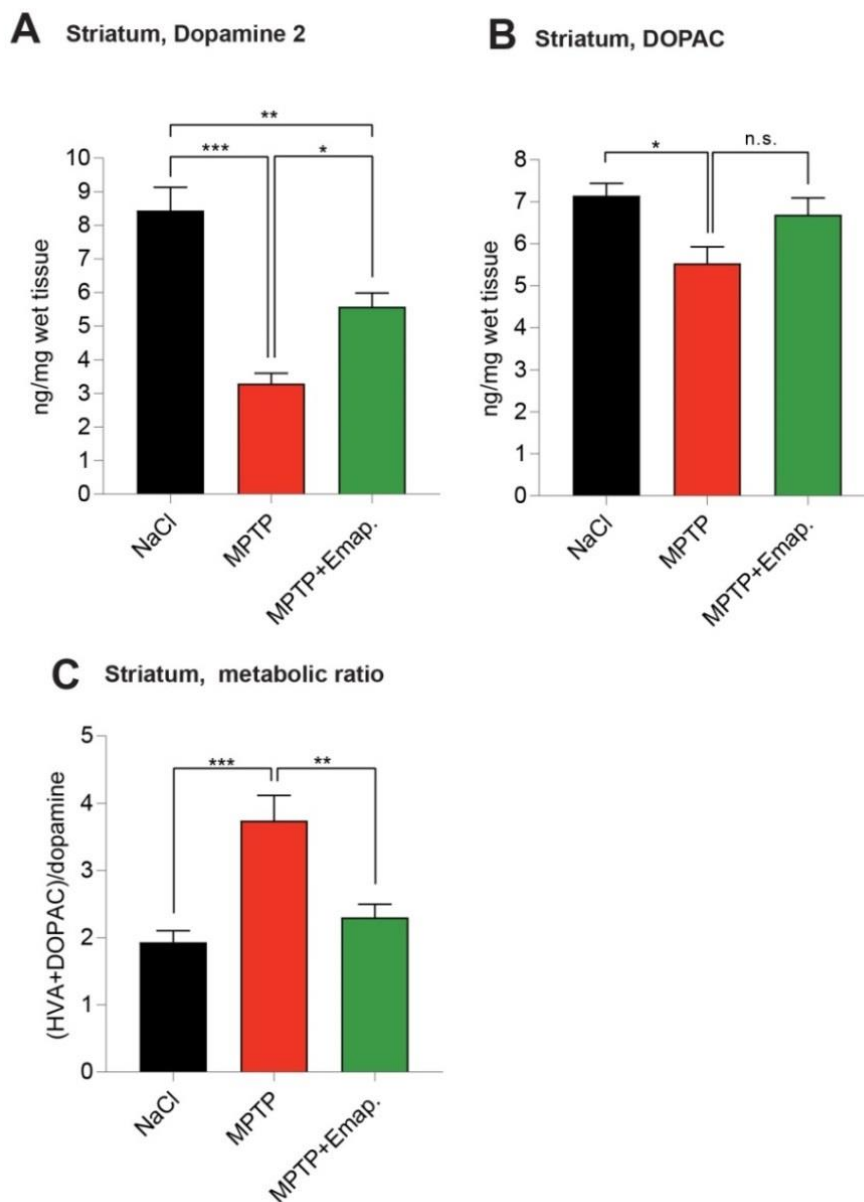 A Striatum, Dopamine 2
**
***
*
10
9
8
7
6
5
4
3
2
1
0
ng/mg wet tissue
NaCl
MPTP
MPTP+Emap.
B Striatum, DOPAC
*
n.s.
8
7
6
5
4
3
2
1
0
ng/mg wet tissue
NaCl
MPTP
MPTP+Emap.
C Striatum, metabolic ratio
***
**
5
4
3
2
1
0
(HVA+DOPAC)/dopamine
NaCl
MPTP
MPTP+Emap.